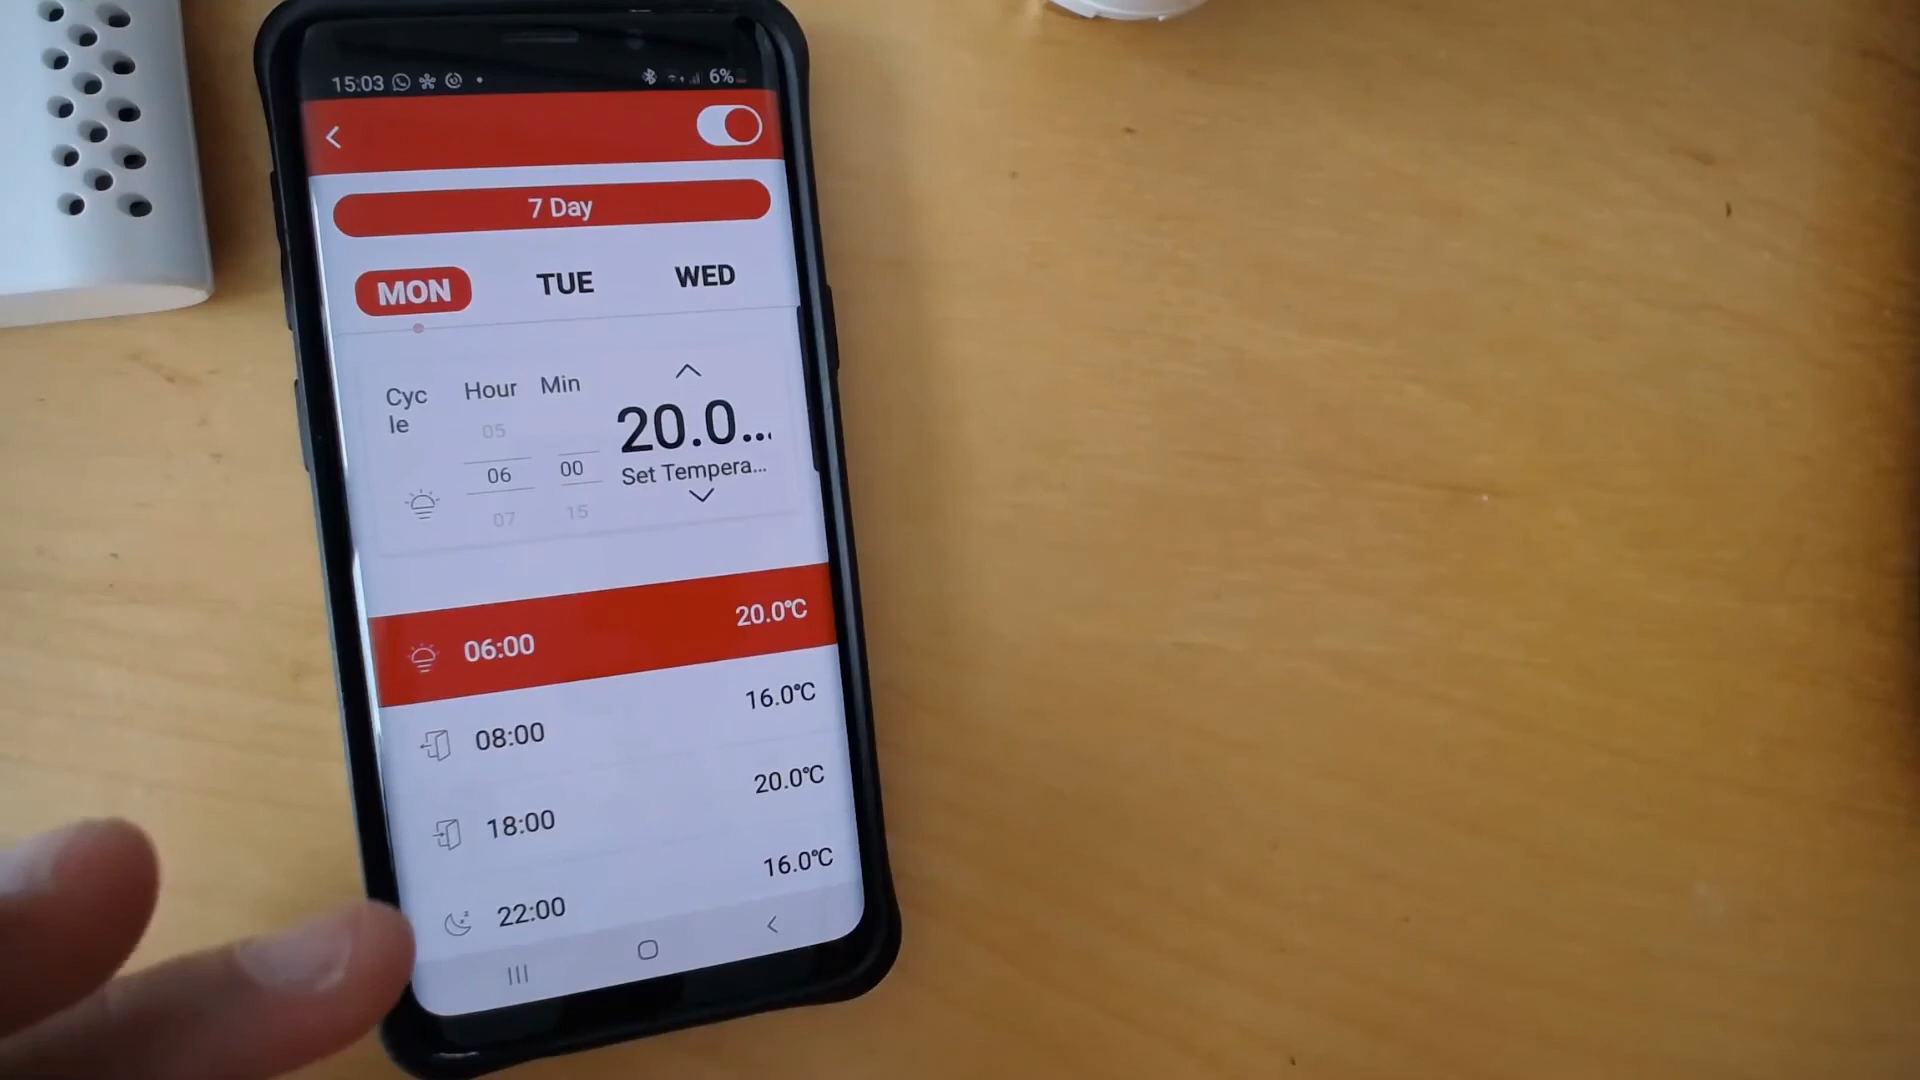 15:03 6%
7 Day
MON TUE WED
Cyc
le
Hour Min
05
06 00
07 15
20.0...
Set Tempera...
06:00 20.0℃
08:00 16.0℃
18:00 20.0℃
22:00 16.0℃